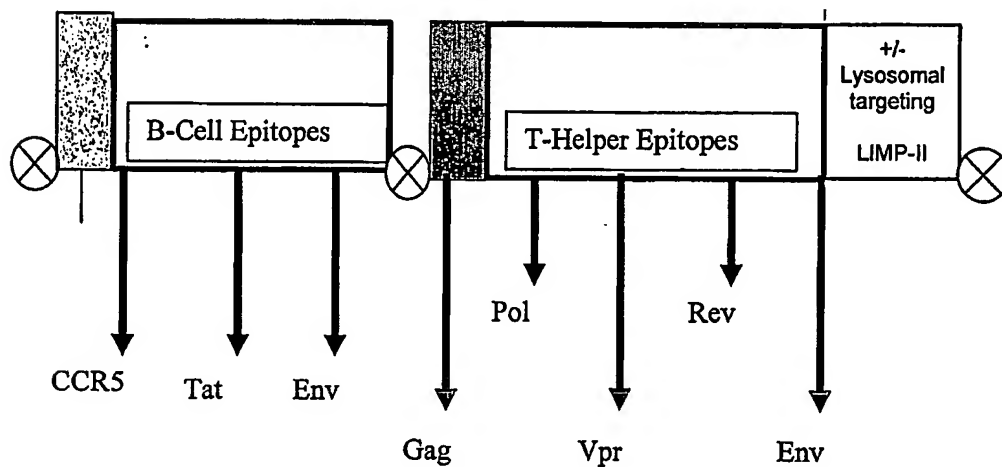 B-Cell Epitopes
T-Helper Epitopes
+/-
Lysosomal
targeting
LIMP-II
Pol
Rev
CCR5
Tat
Env
Gag
Vpr
Env